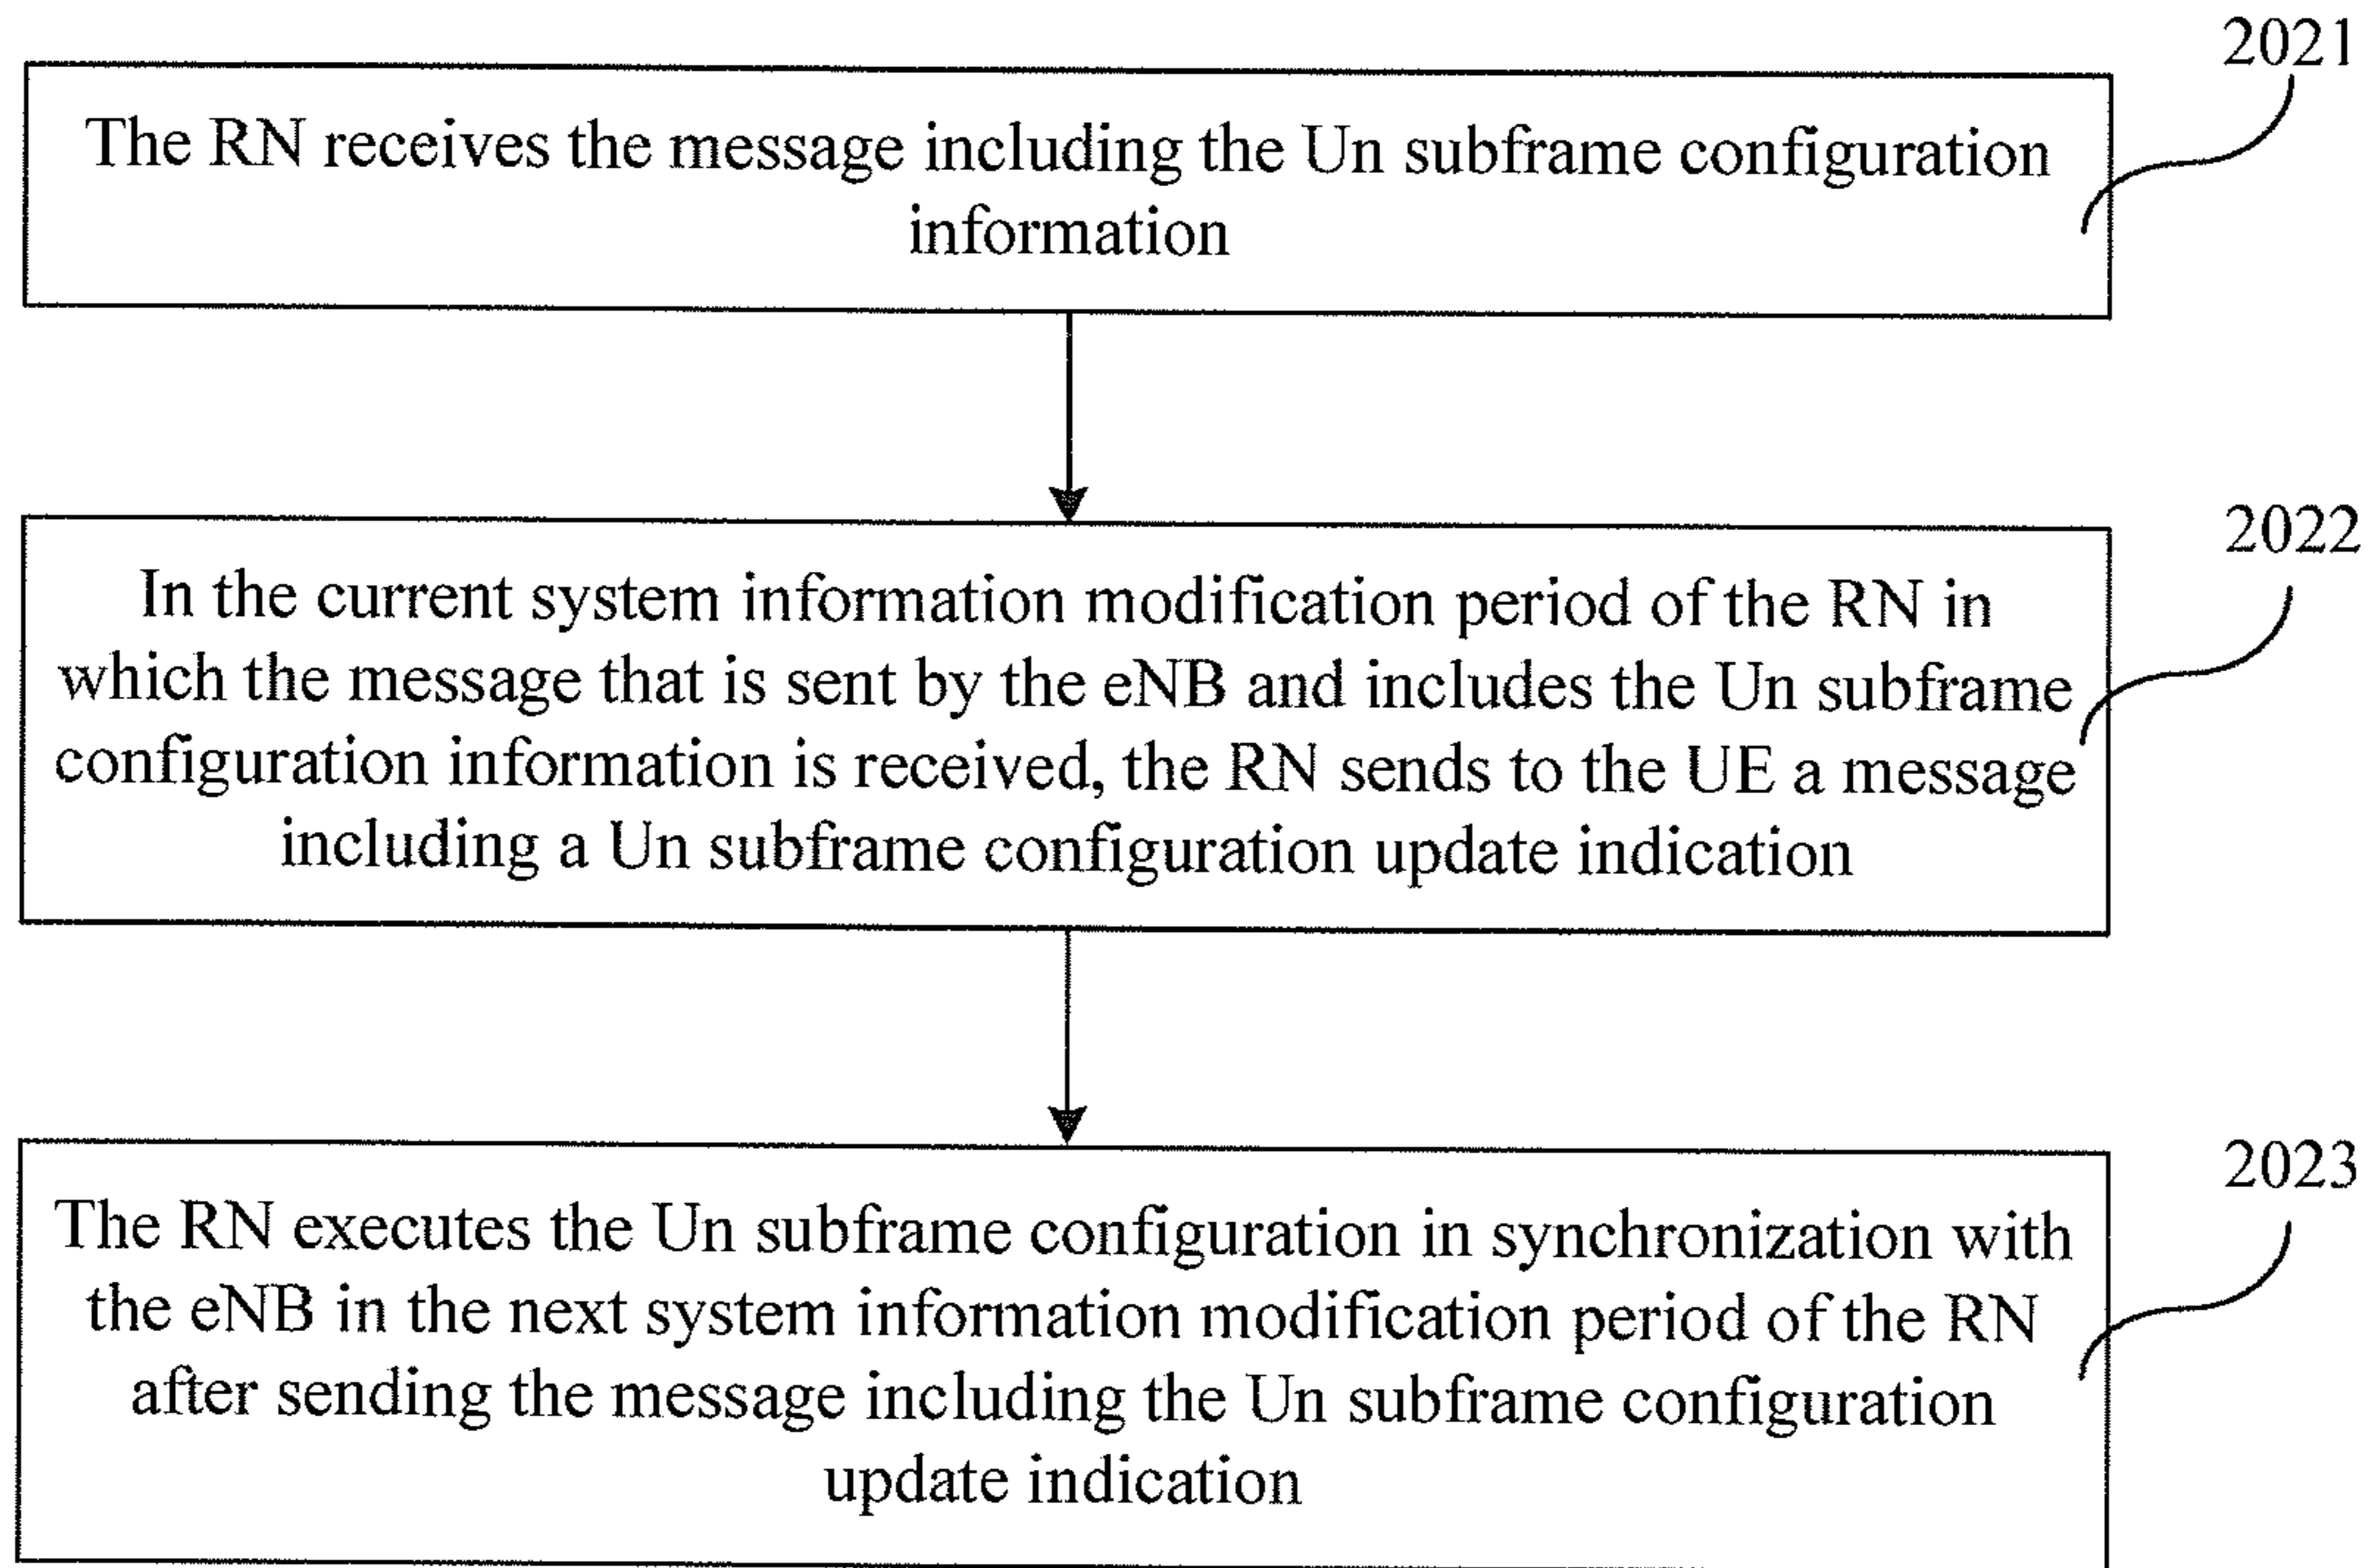 2021
The RN receives the message including the Un subframe configuration
information
2022
In the current system information modification period of the RN in
which the message that is sent by the eNB and includes the Un subframe
configuration information is received, the RN sends to the UE a message
including a Un subframe configuration update indication
2023
The RN executes the Un subframe configuration in synchronization with
the eNB in the next system information modification period of the RN
after sending the message including the Un subframe configuration
update indication